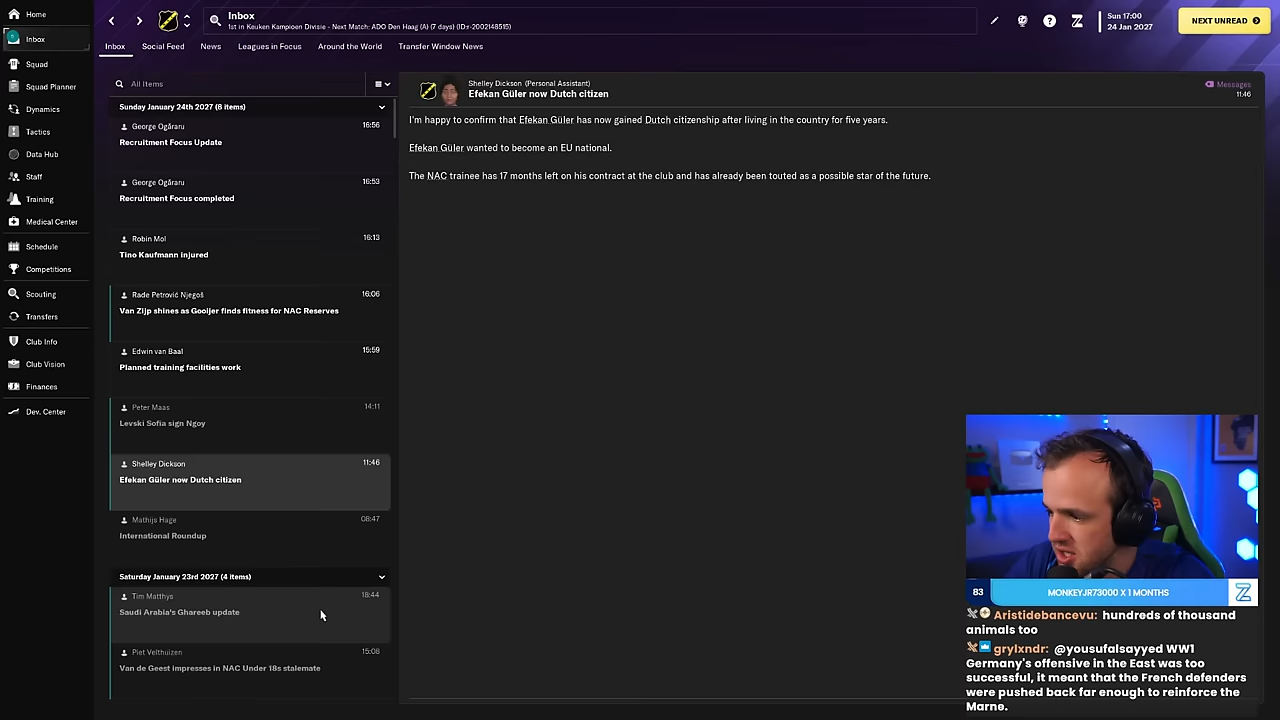 Home
Inbox
Squad
Squad Planner
Dynamics
Tactics
Data Hub
Staff
Training
Medical Center
Schedule
Competitions
Scouting
Transfers
Club Info
Club Vision
Finances
Dev. Center
Inbox
1st in Keuken Kampioen Divisie - Next Match: ADO Den Haag (A) (7 days) (IDz-2002148515)
Sun 17:00
24 Jan 2027
NEXT UNREAD
Inbox
Social Feed
News
Leagues in Focus
Around the World
Transfer Window News
All Items
Sunday January 24th 2027 (8 items)
George Ogăraru
16:56
Recruitment Focus Update
George Ogăraru
16:53
Recruitment Focus completed
Robin Mol
16:13
Tino Kaufmann injured
Rade Petrović Njegoš
16:06
Van Zijp shines as Gooijer finds fitness for NAC Reserves
Edwin van Baal
15:59
Planned training facilities work
Peter Maas
14:11
Levski Sofia sign Ngoy
Shelley Dickson
11:46
Efekan Güler now Dutch citizen
Mathijs Hage
08:47
International Roundup
Saturday January 23rd 2027 (4 items)
Tim Matthys
18:44
Saudi Arabia's Ghareeb update
Piet Velthuizen
15:08
Van de Geest impresses in NAC Under 18s stalemate
Shelley Dickson (Personal Assistant)
Efekan Güler now Dutch citizen
Messages
11:46
I'm happy to confirm that Efekan Güler has now gained Dutch citizenship after living in the country for five years.
Efekan Güler wanted to become an EU national.
The NAC trainee has 17 months left on his contract at the club and has already been touted as a possible star of the future.
83
MONKEYJR73000 X 1 MONTHS
Aristidebancevu: hundreds of thousand
animals too
grylxndr: @yousufalsayyed WW1
Germany's offensive in the East was too
successful, it meant that the French defenders
were pushed back far enough to reinforce the
Marne.